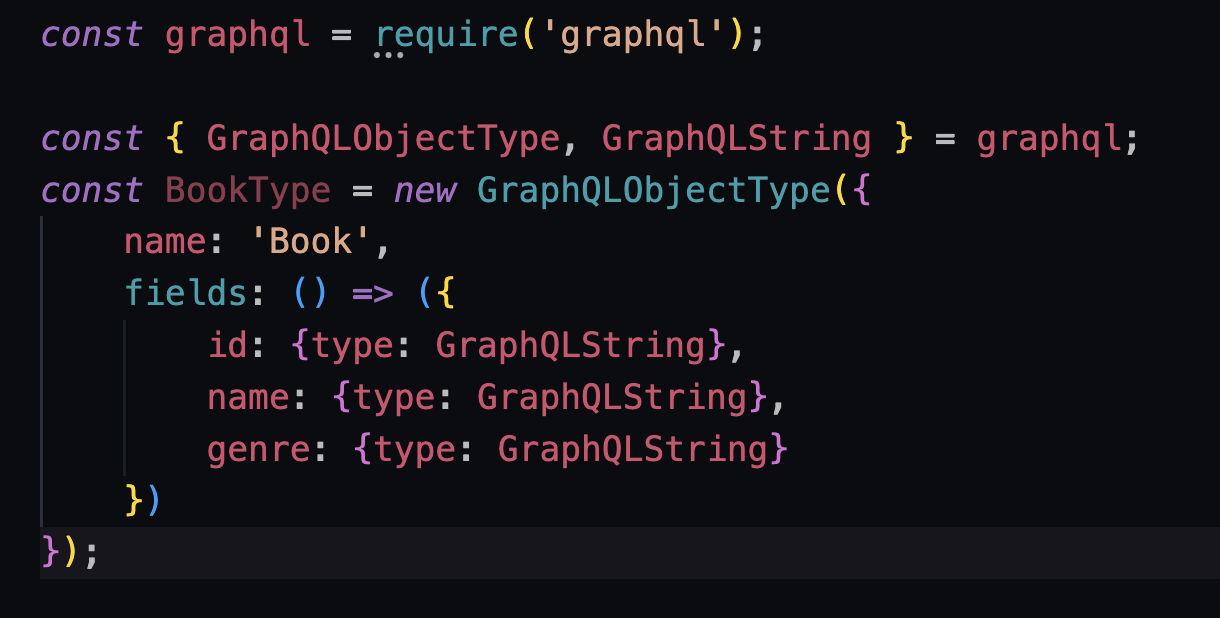 const graphql = require('graphql');
const { GraphQLObjectType, GraphQLString } = graphql;
const BookType = new GraphQLObjectType({
    name: 'Book',
    fields: () => ({
        id: {type: GraphQLString},
        name: {type: GraphQLString},
        genre: {type: GraphQLString}
    })
});